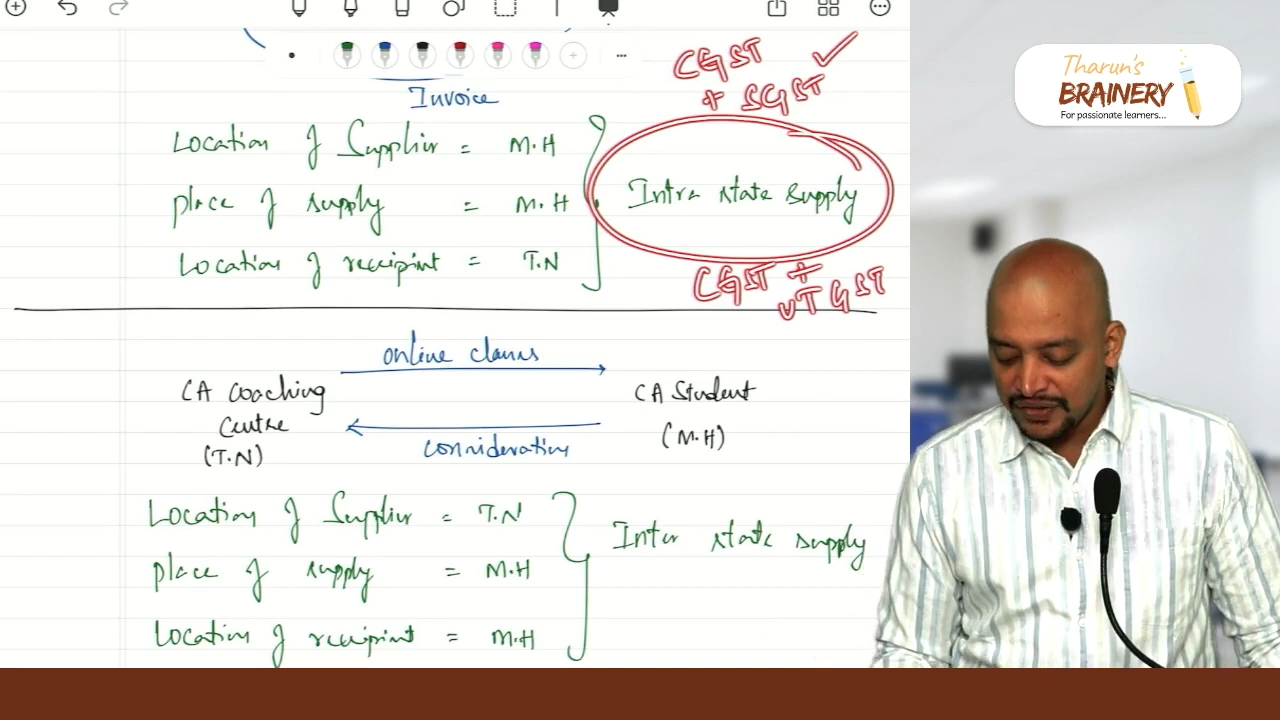 CGST
+ SGST
Invoice
Location of Supplier = M.H
place of supply = M.H
Location of recipint = T.N
Intra state supply
CGST +
UTGST
online classes
CA Coaching
Centre
(T.N)
CA Student
(M.H)
consideration
Location of Supplier = T.N
place of supply = M.H
Location of recipint = M.H
Inter state supply
Tharun's
BRAINERY
For passionate learners...